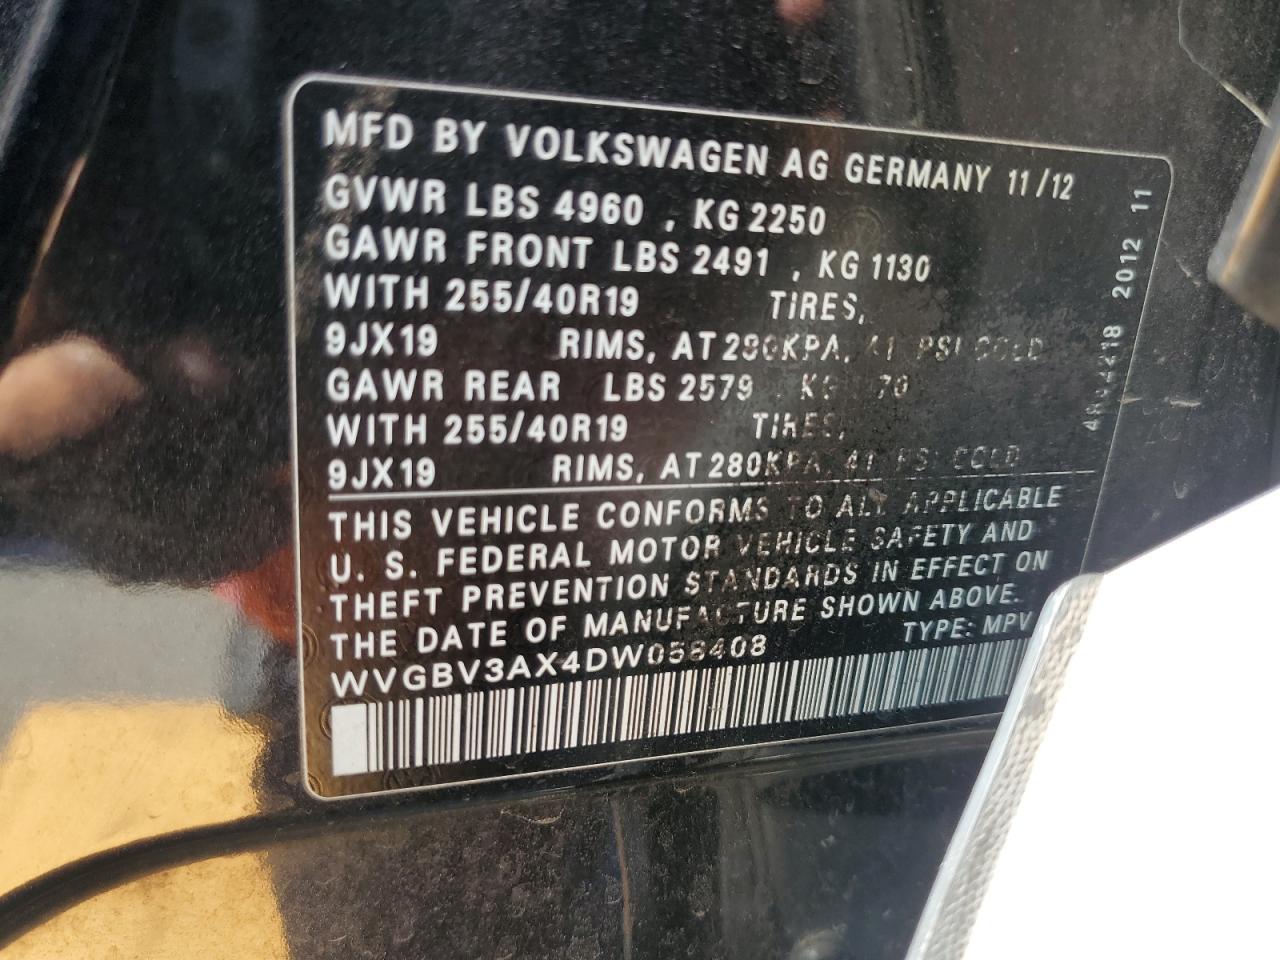 MFD BY VOLKSWAGEN AG GERMANY 11/12
GVWR LBS 4960 , KG 2250
GAWR FRONT LBS 2491 , KG 1130
WITH 255/40R19 TIRES,
9JX19 RIMS, AT 280KPA, 41 PSI COLD
GAWR REAR LBS 2579
WITH 255/40R19 TIRES,
9JX19 RIMS, AT 280KPA, 41 PSI COLD
THIS VEHICLE CONFORMS TO ALL APPLICABLE
U. S. FEDERAL MOTOR VEHICLE SAFETY AND
THEFT PREVENTION STANDARDS IN EFFECT ON
THE DATE OF MANUFACTURE SHOWN ABOVE.
TYPE: MPV
2012 11